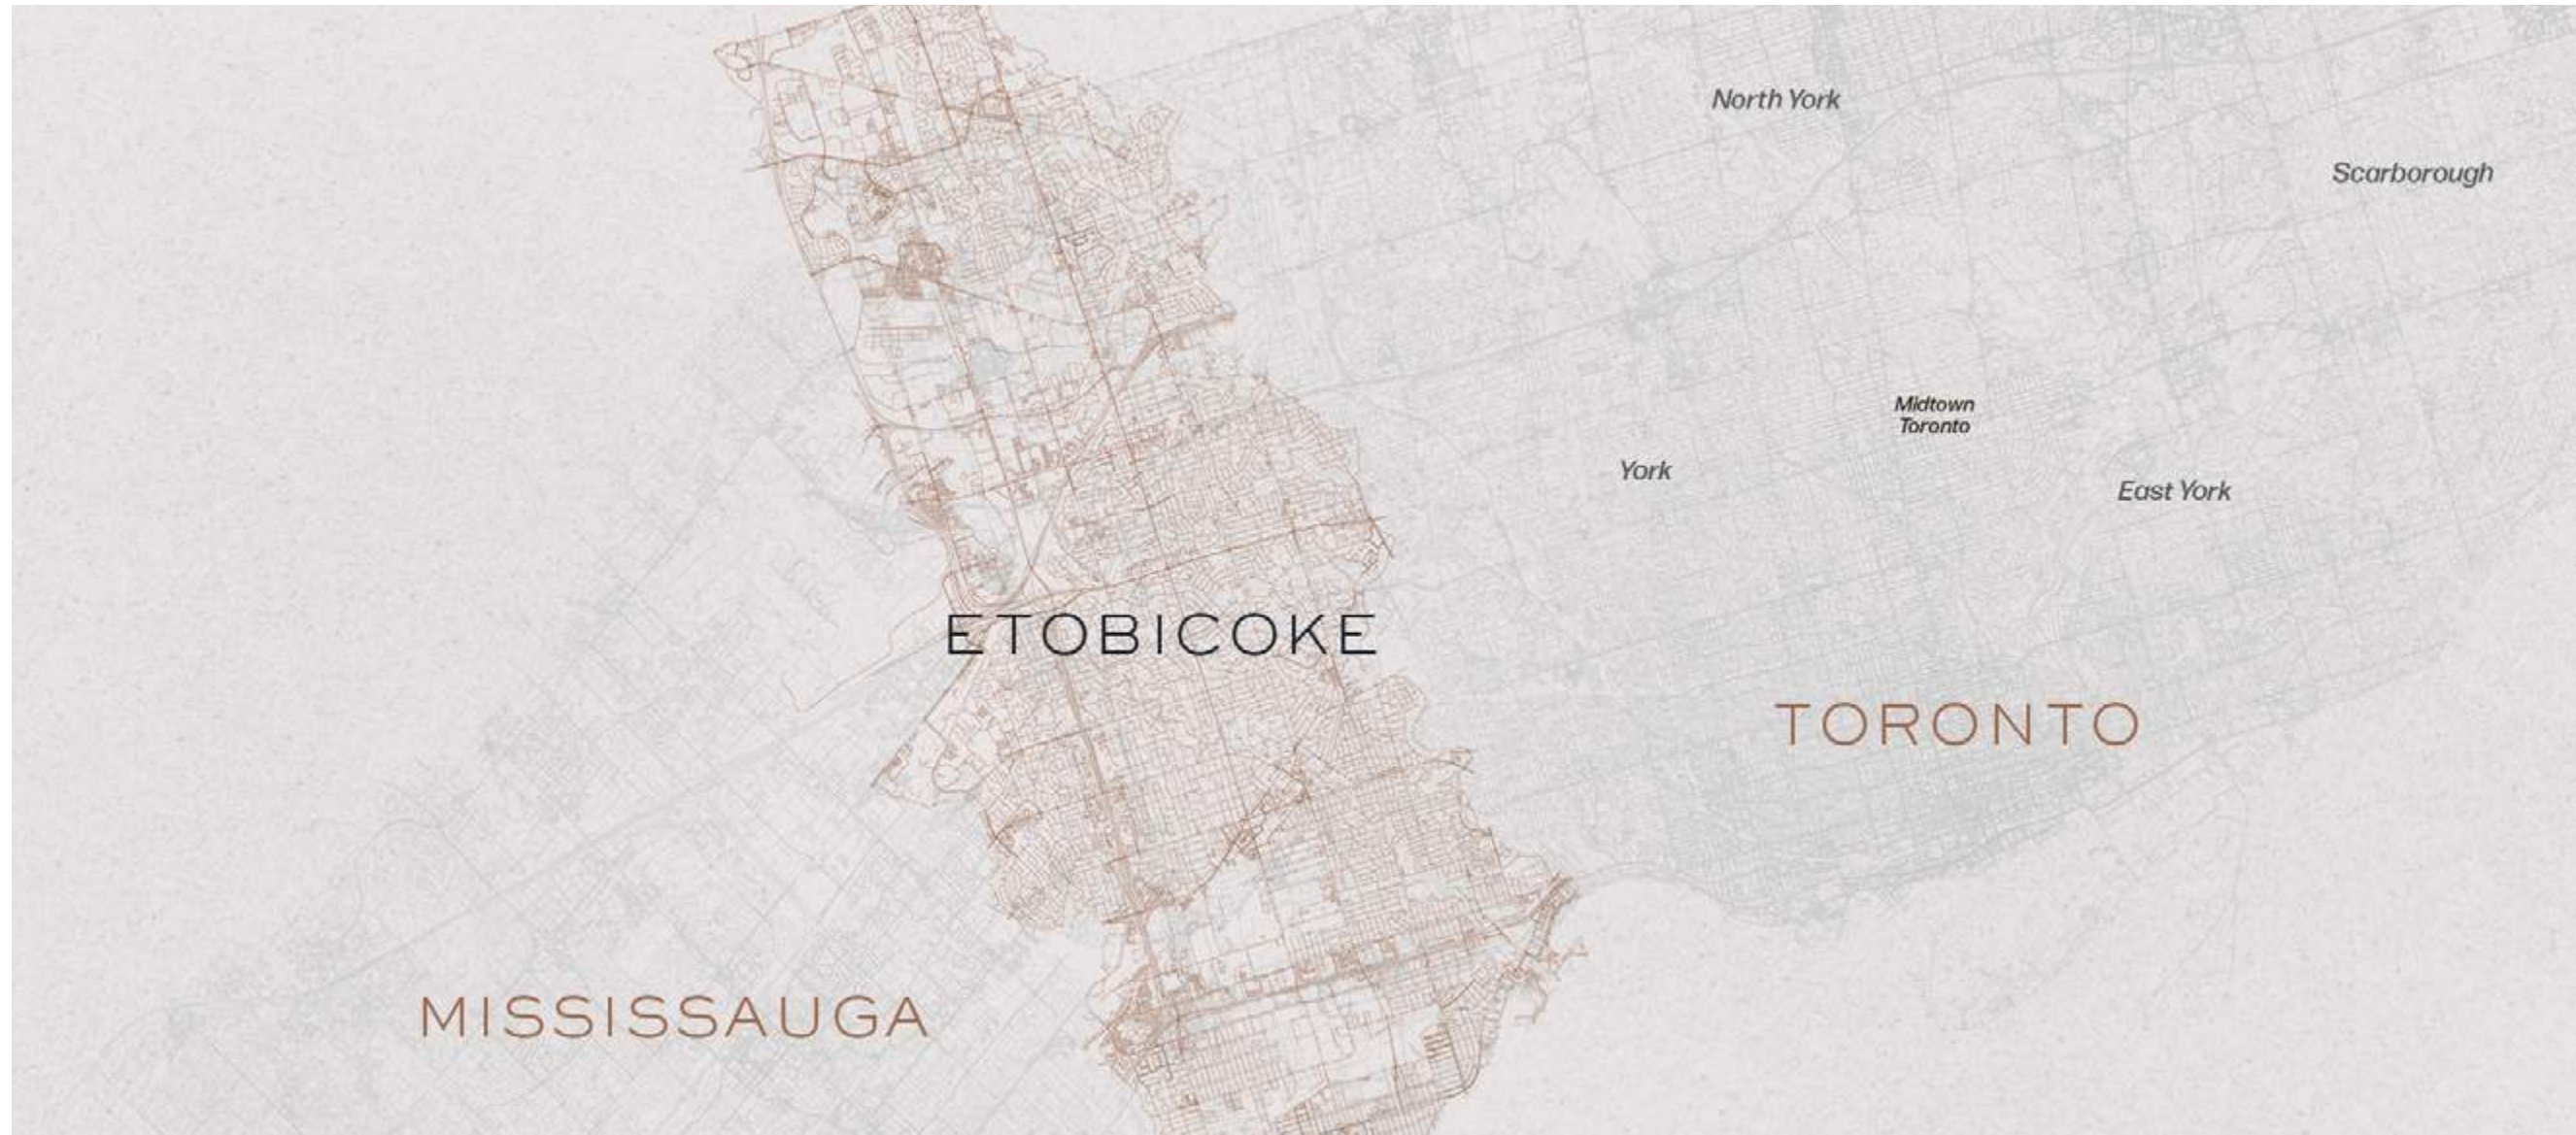 North York
Scarborough
Midtown
Toronto
York
East York
ETOBICOKE
TORONTO
MISSISSAUGA